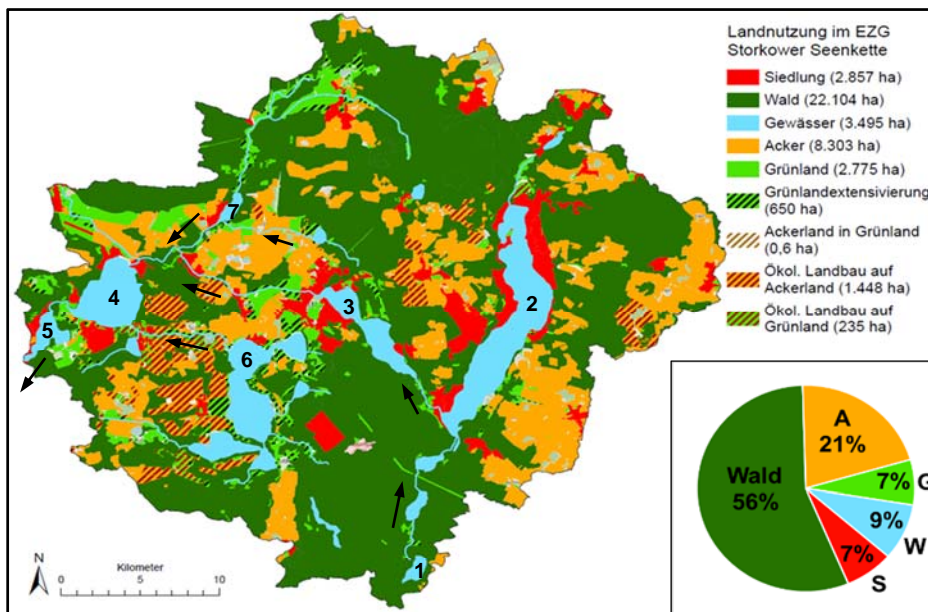 Landnutzung im EZG
Storkower Seenkette
Siedlung (2.857 ha)
Wald (22.104 ha)
Gewässer (3.495 ha)
Acker (8.303 ha)
Grünland (2.775 ha)
Grünlandextensivierung
(650 ha)
Ackerland in Grünland
(0,6 ha)
Ökol. Landbau auf
Ackerland (1.448 ha)
Ökol. Landbau auf
Grünland (235 ha)
7
4
3
2
5
6
1
N
Kilometer
0 5 10
A
21%
Wald
56%
7%
G
9%
W
7%
S